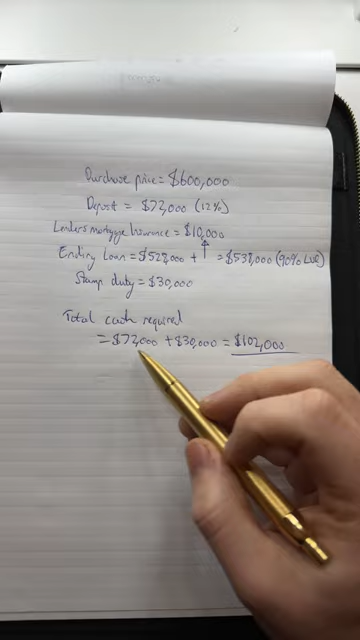 Purchase price = $600,000
Deposit = $72,000 (12%)
Lenders mortgage Insurance = $10,000
Ending Loan = $528,000 + ↑ = $538,000 (90% LVR)
Stamp duty = $30,000
Total cash required
= $72,000 + $30,000 = $102,000